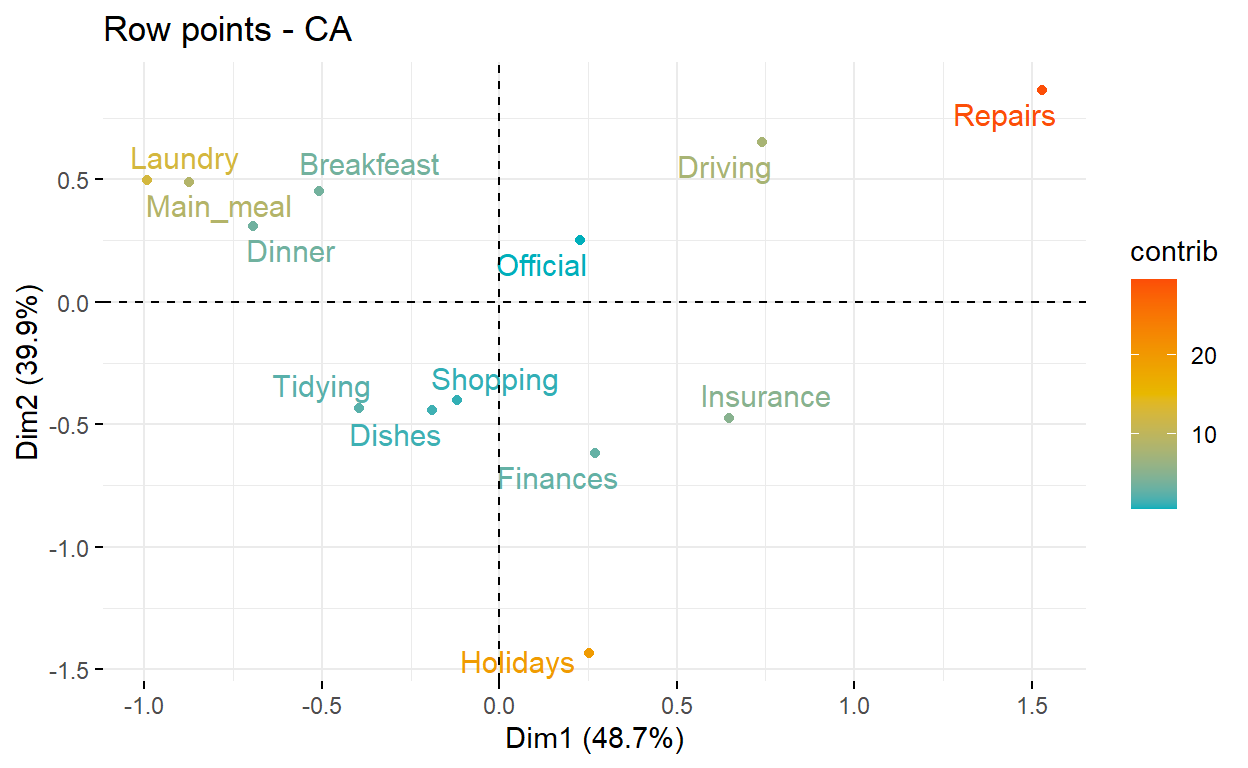 Row points - CA
Repairs
Driving
Laundry
Breakfeast
Main_meal
Dinner
Official
Tidying
Shopping
Dishes
Insurance
Finances
Holidays
0.5
0.0
-0.5
-1.0
-1.5
Dim2 (39.9%)
-1.0 -0.5 0.0 0.5 1.0 1.5
Dim1 (48.7%)
contrib
20
10